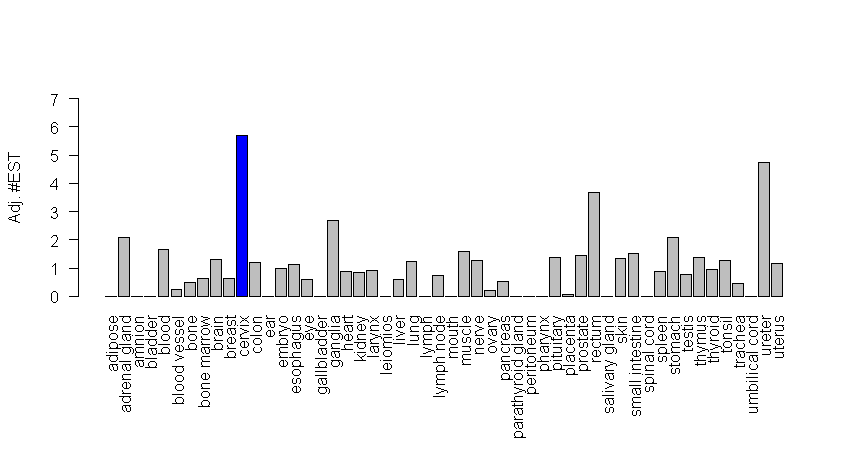 Adj. #EST
7
6
5
4
3
2
1
0
adipose
adrenal gland
amnion
bladder
blood
blood vessel
bone
bone marrow
brain
breast
cervix
colon
ear
embryo
esophagus
eye
gallbladder
ganglia
heart
kidney
larynx
leiomios
liver
lung
lymph
lymph node
mouth
muscle
nerve
ovary
pancreas
parathyroid gland
peritoneum
pharynx
pituitary
placenta
prostate
rectum
salivary gland
skin
small intestine
spinal cord
spleen
stomach
testis
thymus
thyroid
tonsil
trachea
umbilical cord
ureter
uterus